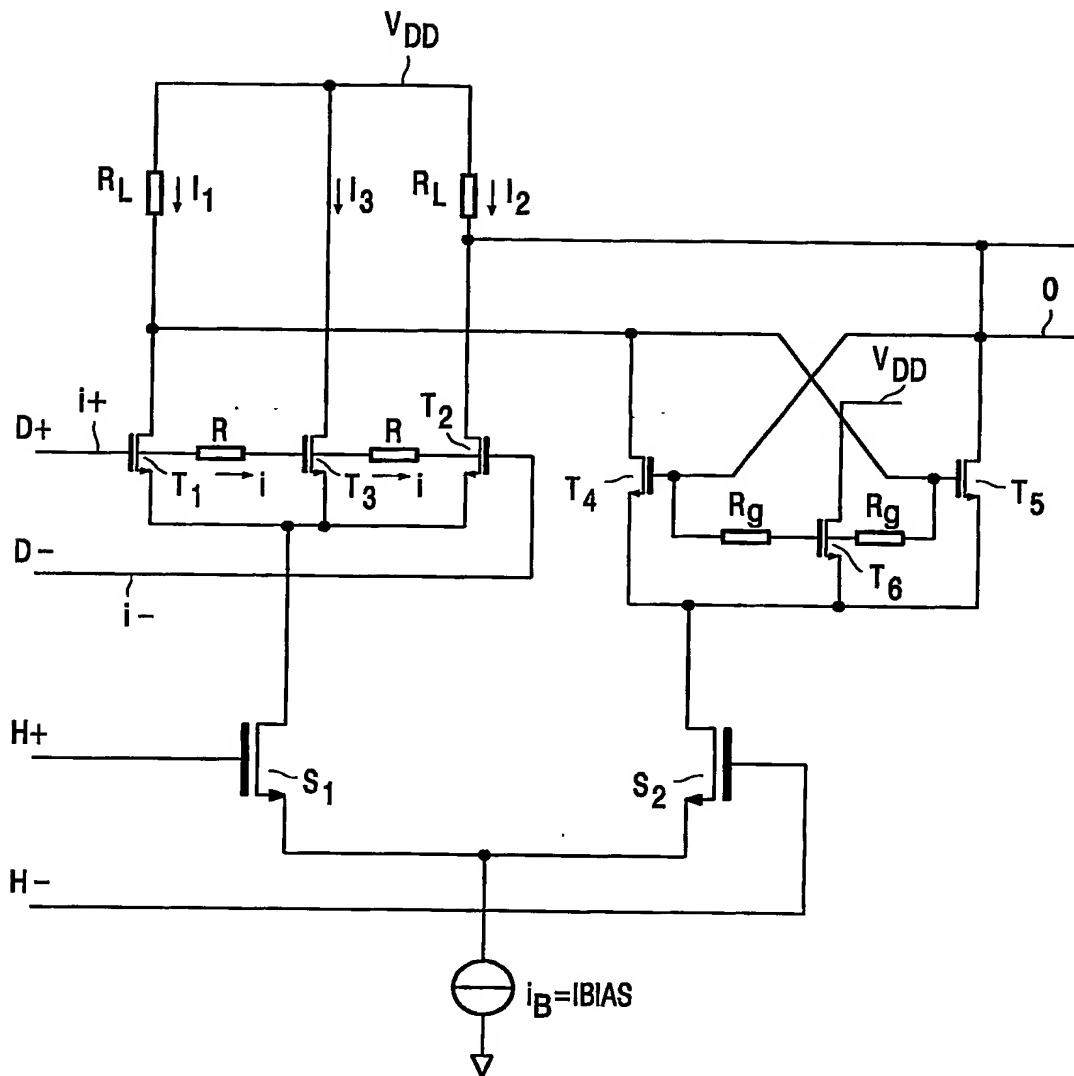 VDD
RL
I1
I3
RL
I2
O
VDD
i+
D+
R
R
T2
T1
i
T3
i
T4
Rg
Rg
T5
D-
T6
i-
H+
S1
S2
H-
iB=IBIAS